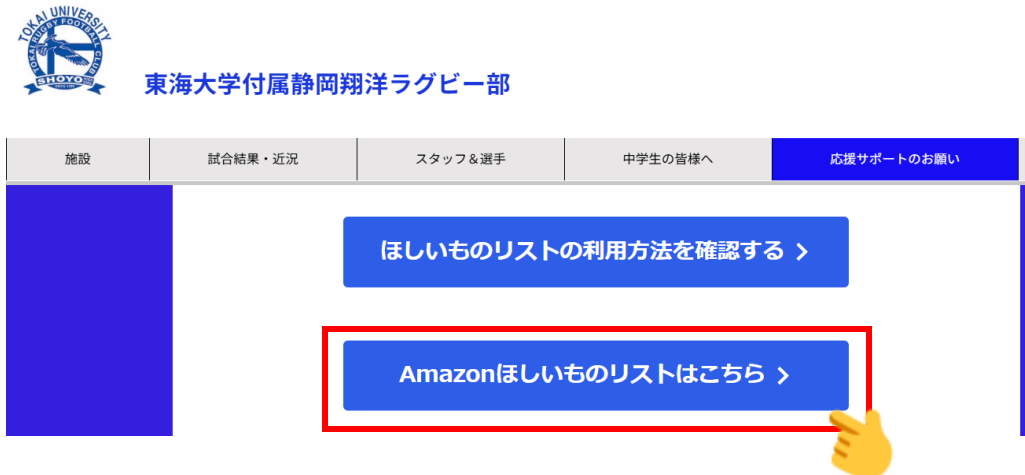 TOKAI UNIVERSITY
TOKAI RUGBY FOOTBALL CLUB
SHOYO
東海大学付属静岡翔洋ラグビー部
施設
試合結果・近況
スタッフ＆選手
中学生の皆様へ
応援サポートのお願い
ほしいものリストの利用方法を確認する
Amazonほしいものリストはこちら